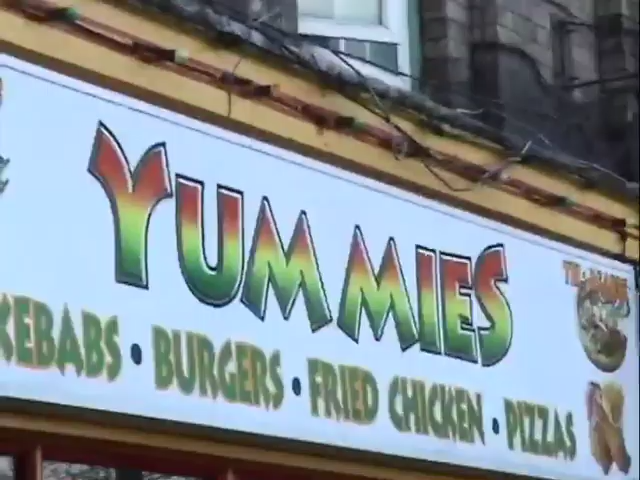 YUMMIES
KEBABS • BURGERS • FRIED CHICKEN • PIZZAS